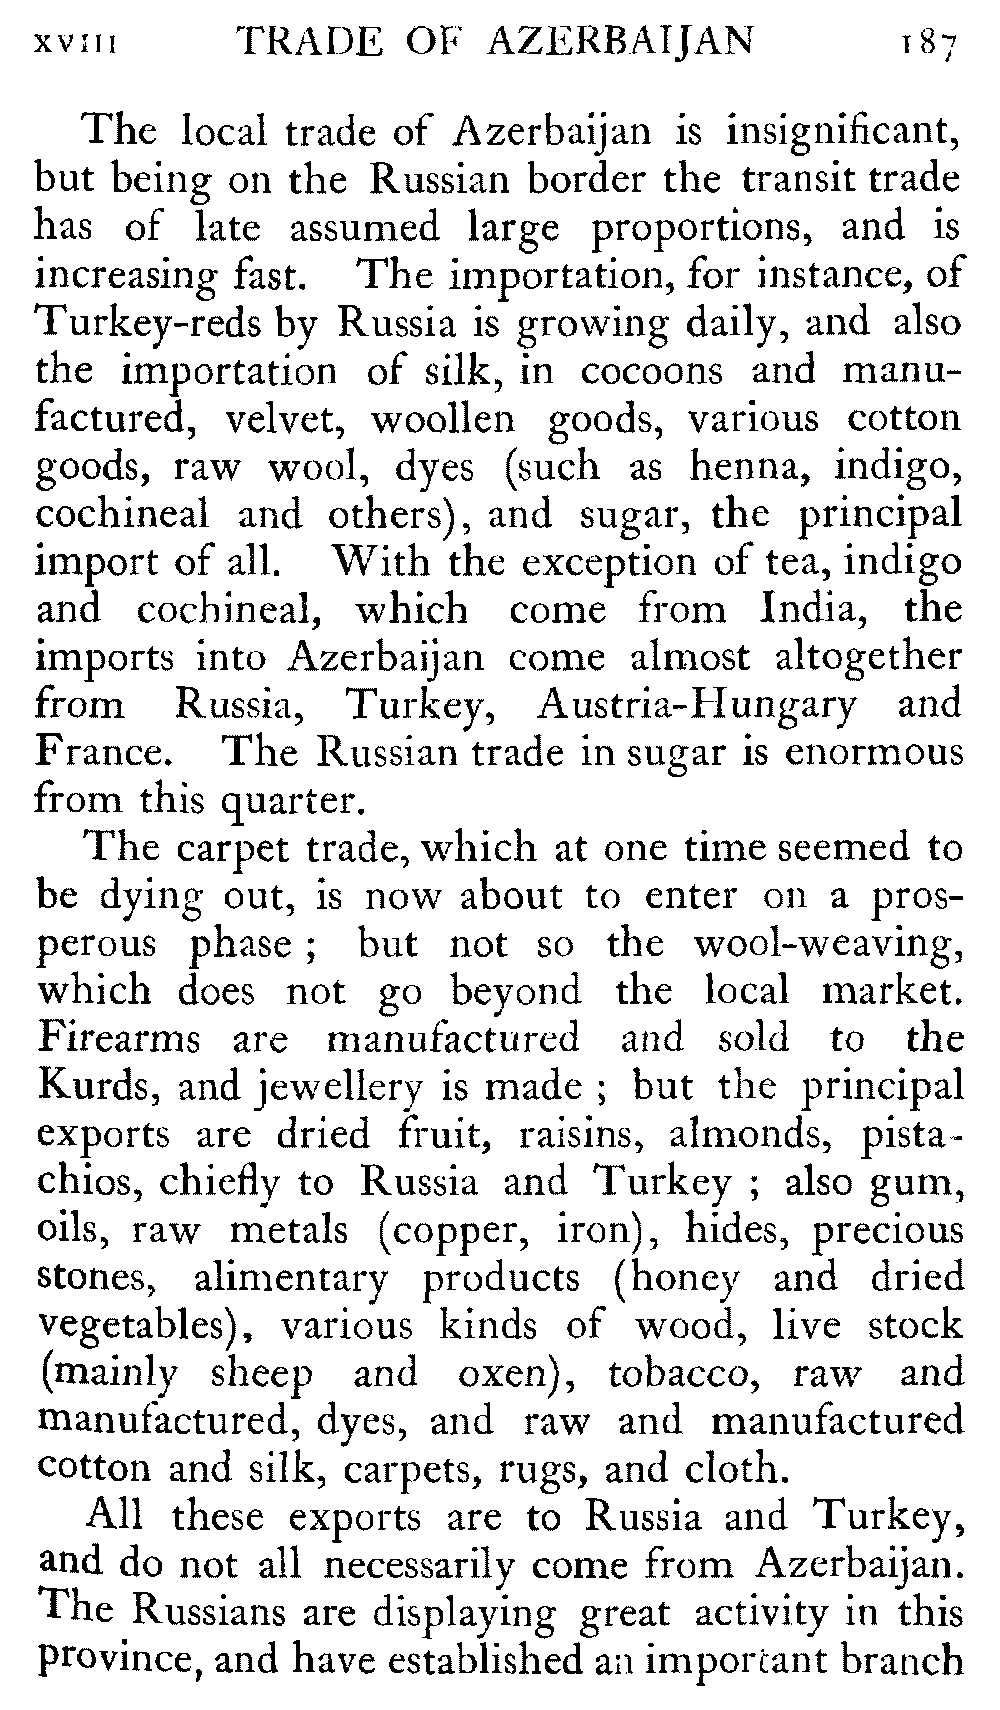 XVIII TRADE OF AZERBAIJAN 187
The local trade of Azerbaijan is insignificant,
but being on the Russian border the transit trade
has of late assumed large proportions, and is
increasing fast. The importation, for instance, of
Turkey-reds by Russia is growing daily, and also
the importation of silk, in cocoons and manu-
factured, velvet, woollen goods, various cotton
goods, raw wool, dyes (such as henna, indigo,
cochineal and others), and sugar, the principal
import of all. With the exception of tea, indigo
and cochineal, which come from India, the
imports into Azerbaijan come almost altogether
from Russia, Turkey, Austria-Hungary and
France. The Russian trade in sugar is enormous
from this quarter.
The carpet trade, which at one time seemed to
be dying out, is now about to enter on a pros-
perous phase ; but not so the wool-weaving,
which does not go beyond the local market.
Firearms are manufactured and sold to the
Kurds, and jewellery is made ; but the principal
exports are dried fruit, raisins, almonds, pista-
chios, chiefly to Russia and Turkey ; also gum,
oils, raw metals (copper, iron), hides, precious
stones, alimentary products (honey and dried
vegetables), various kinds of wood, live stock
(mainly sheep and oxen), tobacco, raw and
manufactured, dyes, and raw and manufactured
cotton and silk, carpets, rugs, and cloth.
All these exports are to Russia and Turkey,
and do not all necessarily come from Azerbaijan.
The Russians are displaying great activity in this
province, and have established an important branch